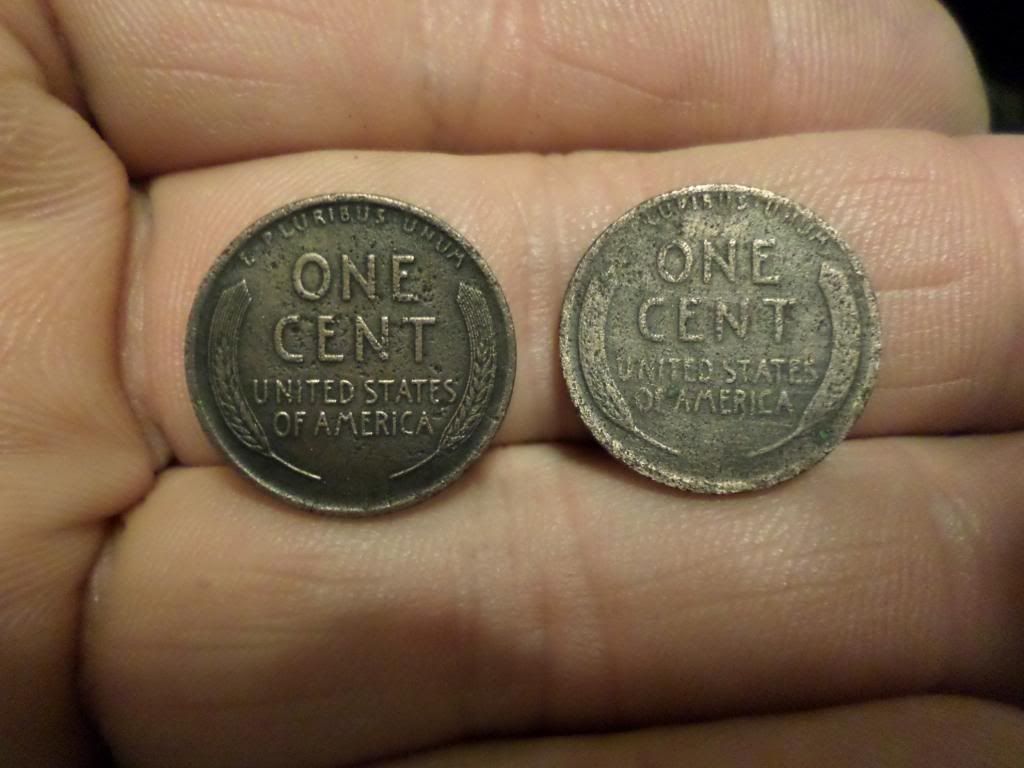 E PLURIBUS UNUM
ONE
CENT
UNITED STATES
OF AMERICA
PLURIBUS UNUM
ONE
CENT
UNITED STATES
OF AMERICA